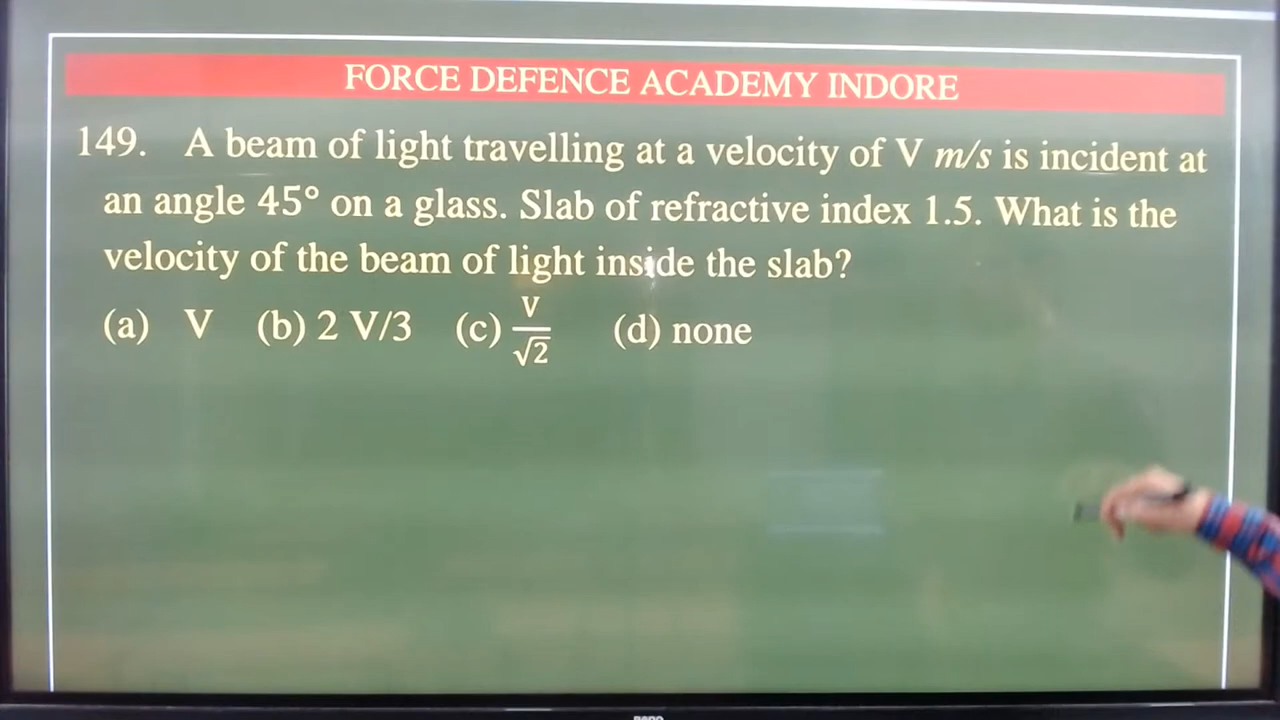 FORCE DEFENCE ACADEMY INDORE
149. A beam of light travelling at a velocity of V m/s is incident at
an angle 45° on a glass. Slab of refractive index 1.5. What is the
velocity of the beam of light inside the slab?
(a) V (b) 2 V/3 (c) V/√2 (d) none
BENQ